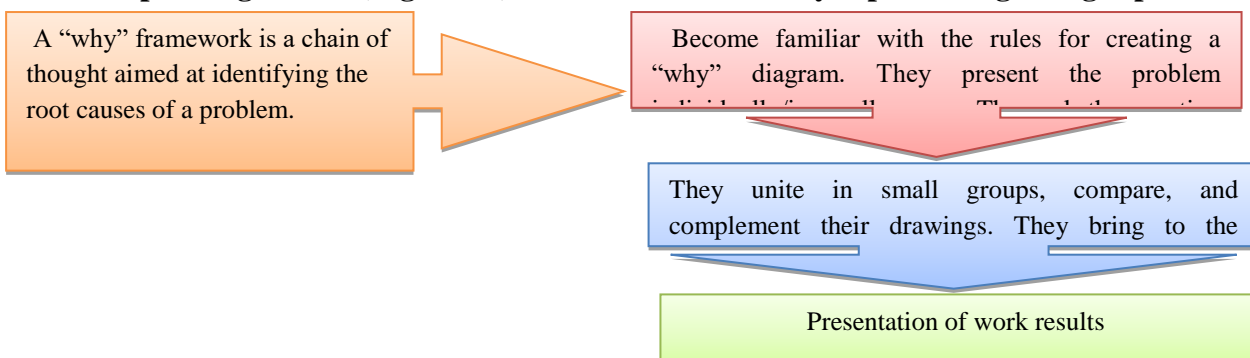 A “why” framework is a chain of
thought aimed at identifying the
root causes of a problem.
Become familiar with the rules for creating a
“why” diagram. They present the problem
They unite in small groups, compare, and
complement their drawings. They bring to the
Presentation of work results